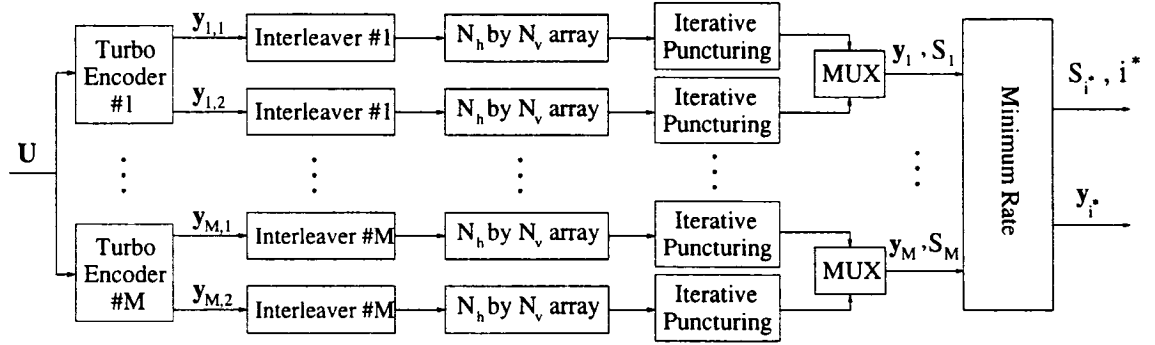 Turbo
Encoder
#1
y1,1
Interleaver #1
Nh by Nv array
Iterative
Puncturing
y1,2
Interleaver #1
Nh by Nv array
Iterative
Puncturing
MUX
y1 , S1
U
Turbo
Encoder
#M
yM,1
Interleaver #M
Nh by Nv array
Iterative
Puncturing
yM,2
Interleaver #M
Nh by Nv array
Iterative
Puncturing
MUX
yM , SM
Minimum Rate
Si* , i*
yi*